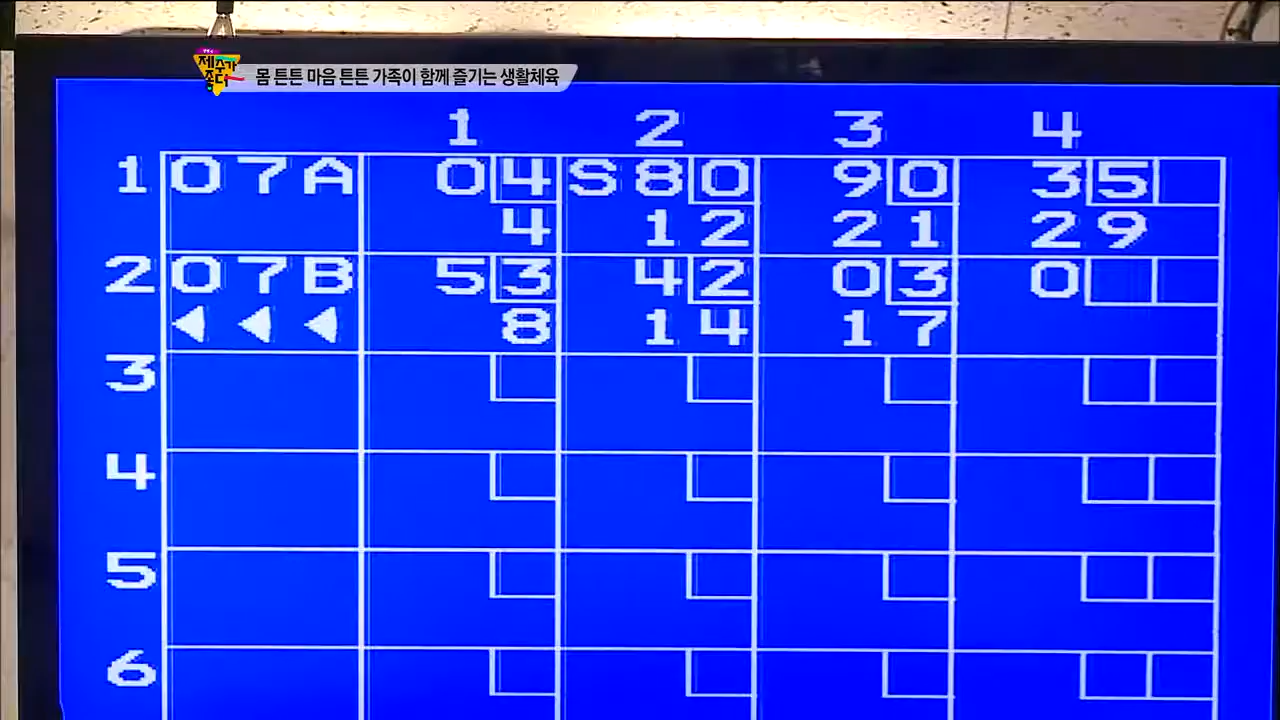 제주가
좋다
몸 튼튼 마음 튼튼 가족이 함께 즐기는 생활체육
1 2 3 4
1 07A 0 4 S8 0 9 0 3 5
4 12 21 29
2 07B 5 3 4 2 0 3 0
◀ ◀ ◀ 8 14 17
3
4
5
6